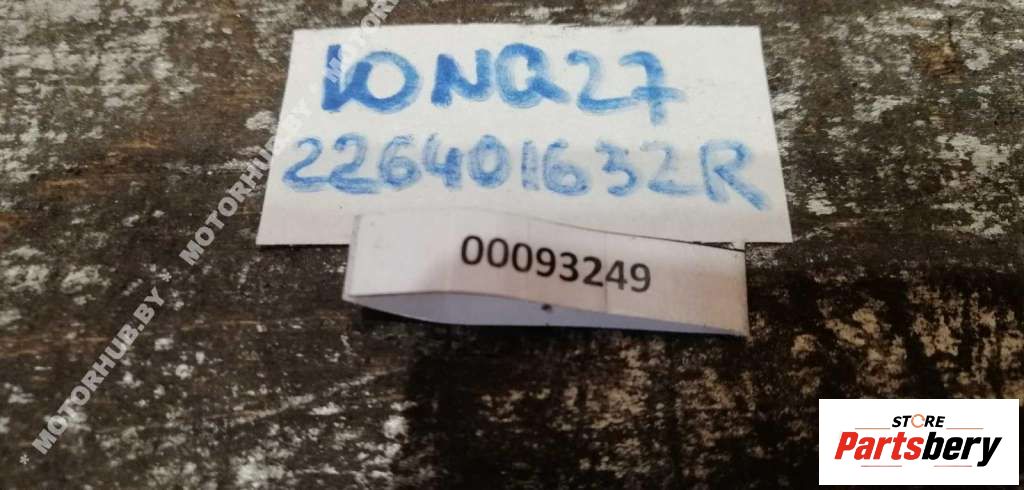 10NQ27
226401632R
00093249
* MOTORHUB.BY * MOTORHUB.BY * MOTORHUB.BY
STORE
Partsbery